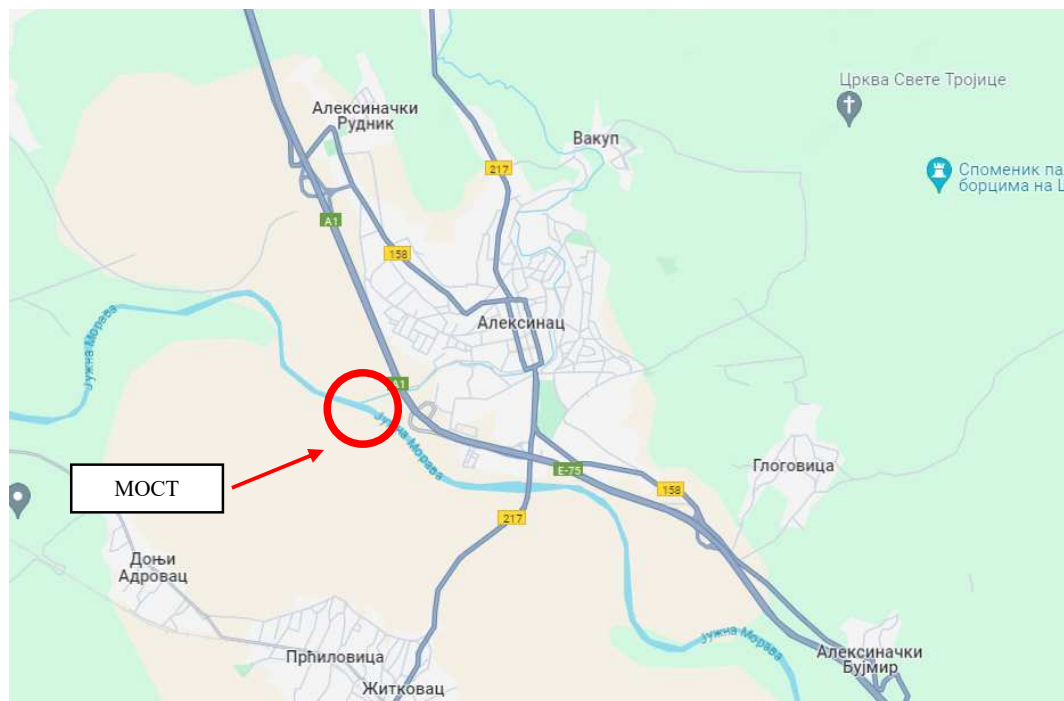 Црква Свете Тројице
Алексиначки
Рудник
Вакуп
217
Споменик па
борцима на
A1
158
Алексинац
Јужна Морава
A1
Јужна Морава
МОСТ
Глоговица
E-75
158
217
Доњи
Адровац
Јужна Морава
Алексиначки
Бујмир
Прћиловица
Житковац